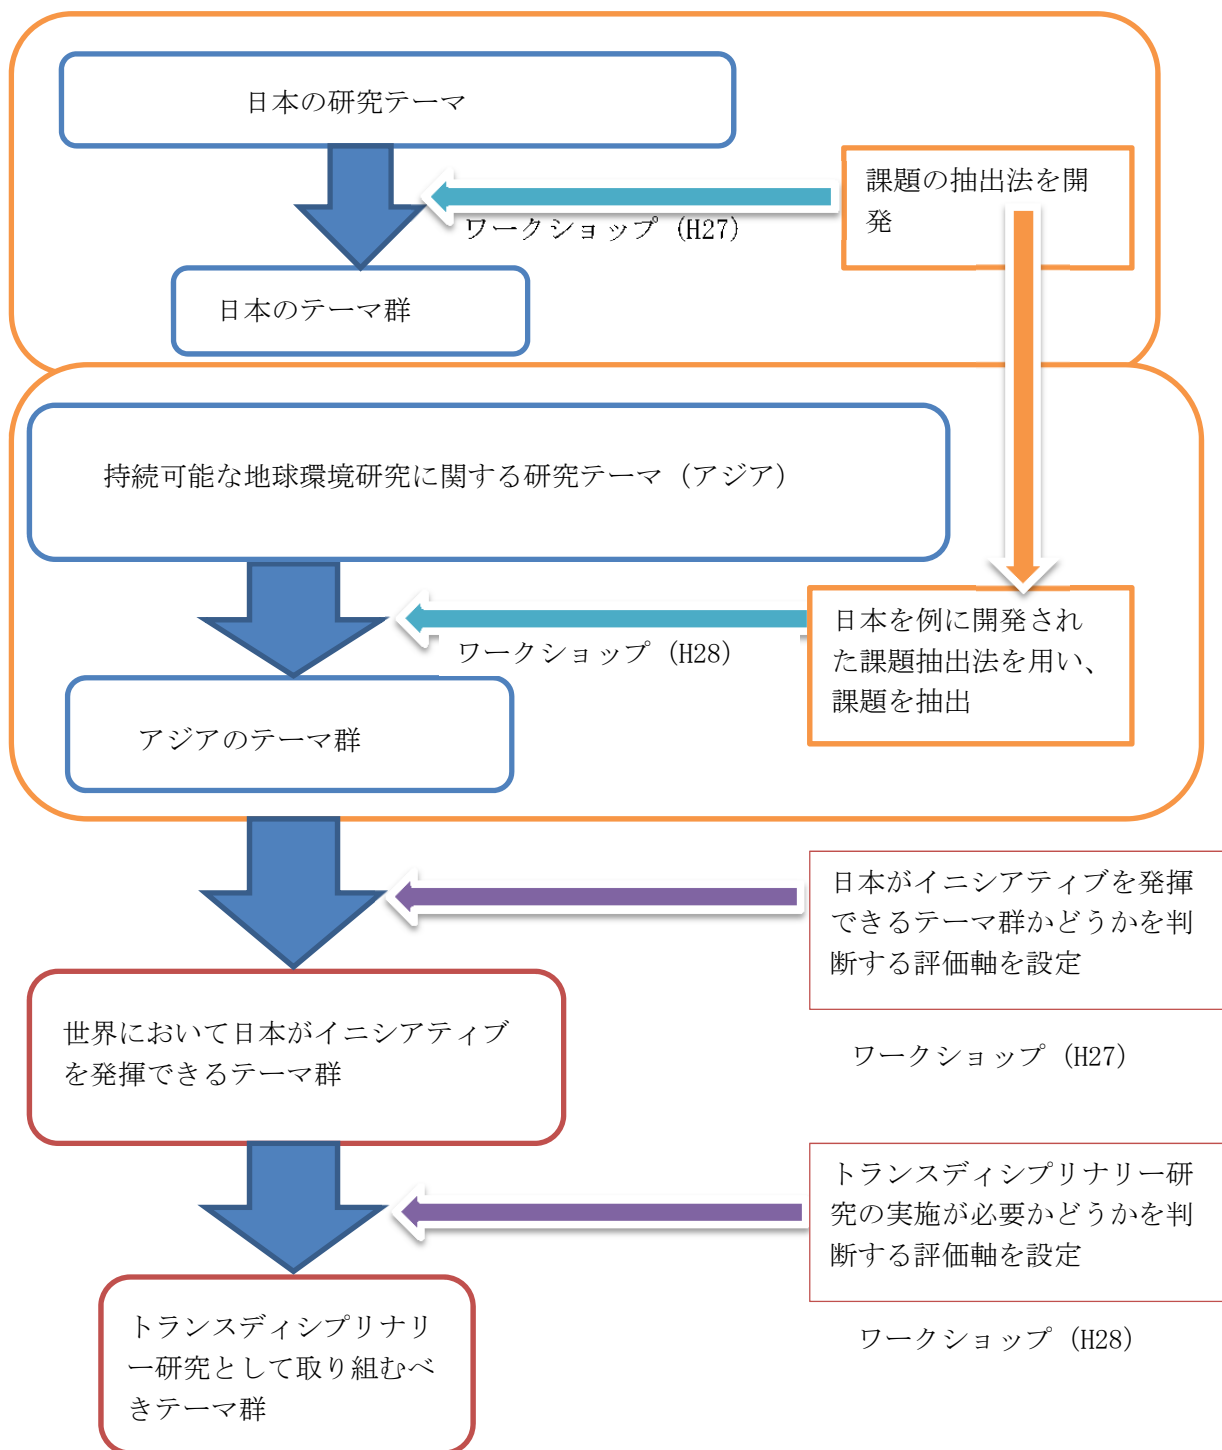 日本の研究テーマ
課題の抽出法を開
発
ワークショップ (H27)
日本のテーマ群
持続可能な地球環境研究に関する研究テーマ (アジア)
日本を例に開発され
た課題抽出法を用い、
課題を抽出
ワークショップ (H28)
アジアのテーマ群
日本がイニシアティブを発揮
できるテーマ群かどうかを判
断する評価軸を設定
世界において日本がイニシアティブ
を発揮できるテーマ群
ワークショップ (H27)
トランスディシプリナリー研
究の実施が必要かどうかを判
断する評価軸を設定
トランスディシプリナリ
ー研究として取り組むべ
きテーマ群
ワークショップ (H28)